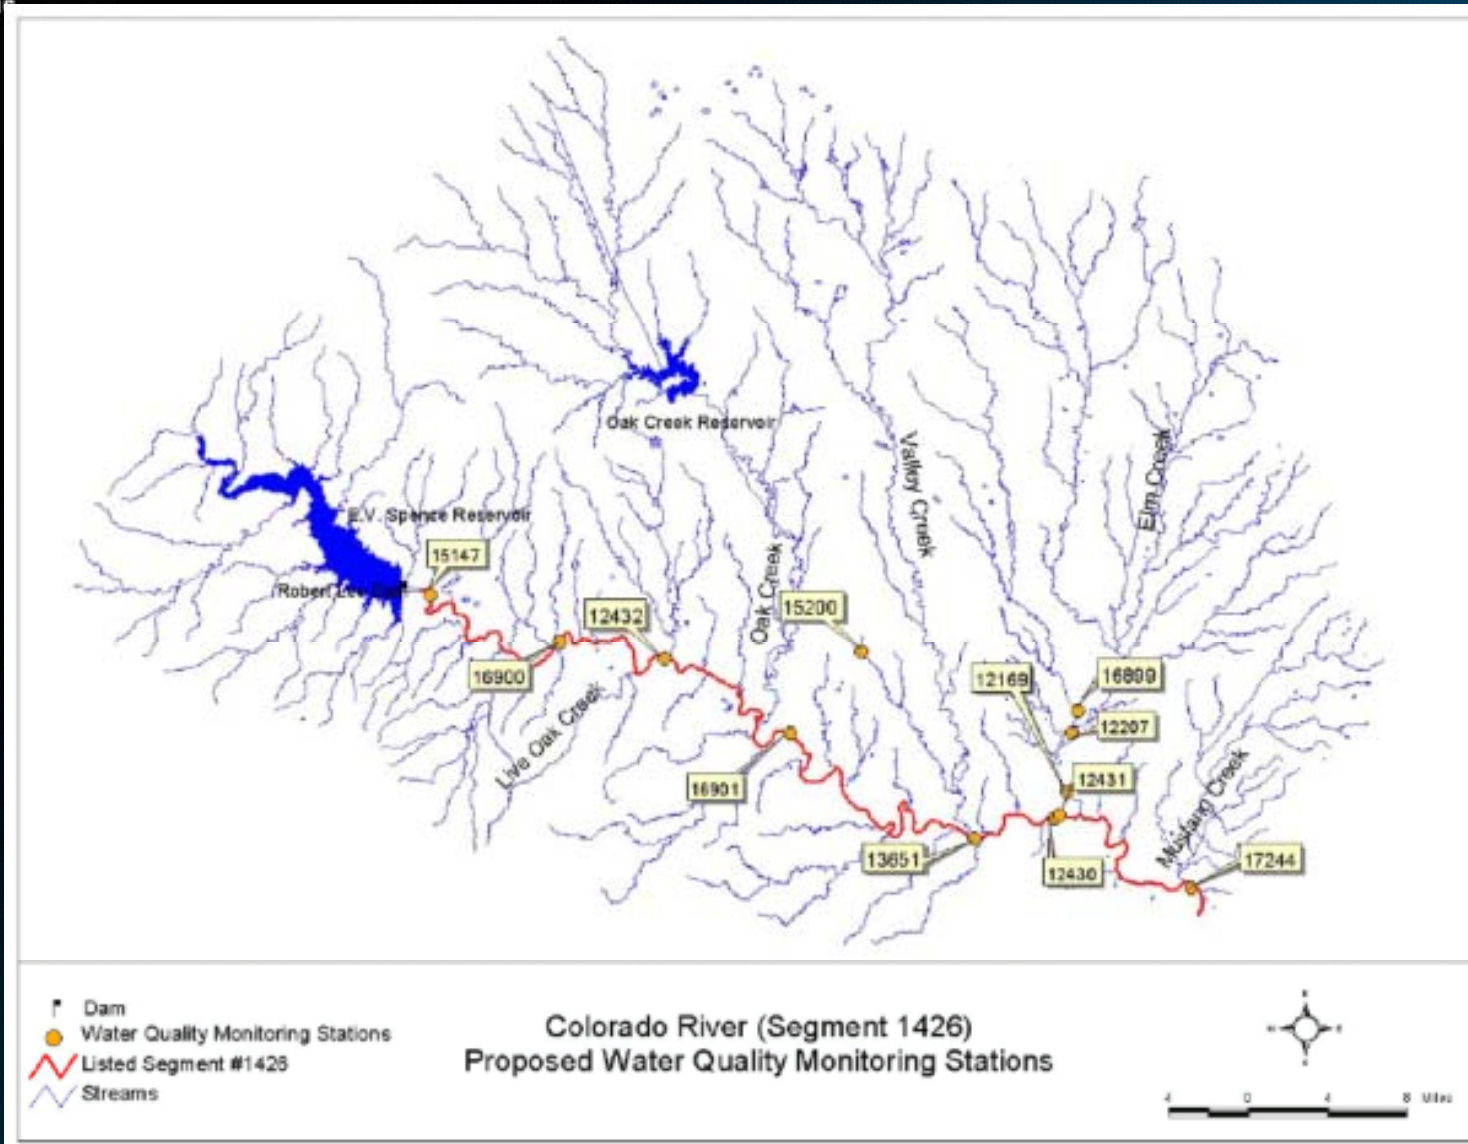 Oak Creek Reservoir
Valley Creek
Elm Creek
E.V. Spence Reservoir
15147
Robert Lee Dam
12432
Oak Creek
15200
16900
12169
16899
12207
Live Oak Creek
16901
12431
Mustang Creek
13651
12430
17244
Dam
Water Quality Monitoring Stations
Listed Segment #1426
Streams
Colorado River (Segment 1426)
Proposed Water Quality Monitoring Stations
4 0 4 8 Miles